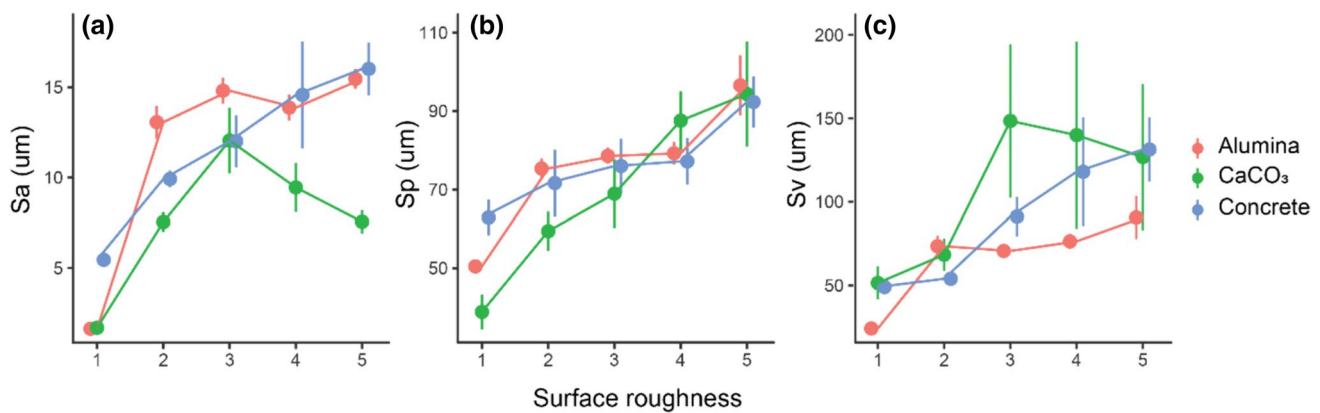 (a)
Sa (um)
15
10
5
1 2 3 4 5
(b)
Sp (um)
110
90
70
50
1 2 3 4 5
(c)
Sv (um)
200
150
100
50
1 2 3 4 5
Surface roughness
Alumina
CaCO₃
Concrete